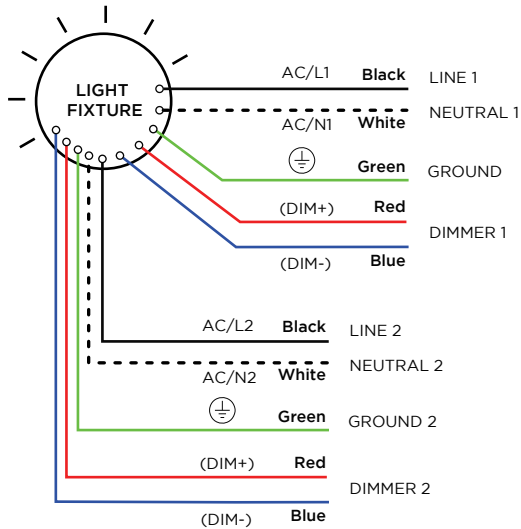 LIGHT
FIXTURE
AC/L1 Black LINE 1
NEUTRAL 1
AC/N1 White
Green GROUND
(DIM+) Red
DIMMER 1
(DIM-) Blue
AC/L2 Black LINE 2
NEUTRAL 2
AC/N2 White
Green GROUND 2
(DIM+) Red
DIMMER 2
(DIM-) Blue